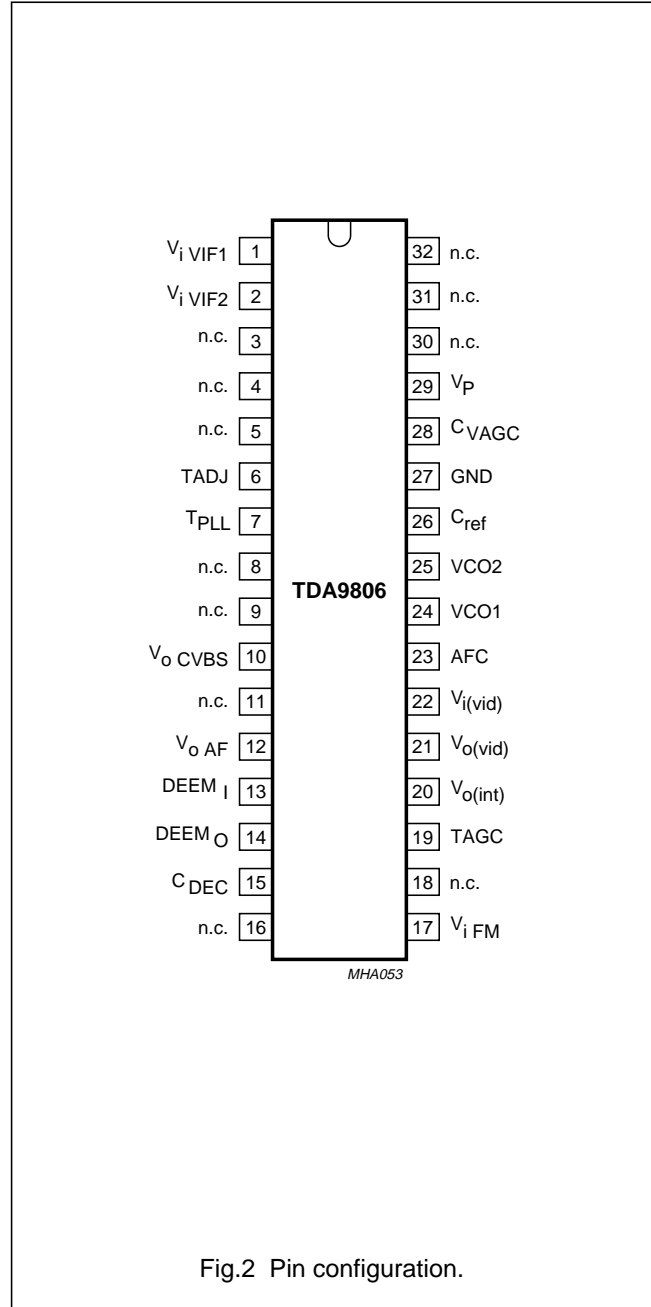 Vi VIF1 1 32 n.c.
Vi VIF2 2 31 n.c.
n.c. 3 30 n.c.
n.c. 4 29 VP
n.c. 5 28 CVAGC
TADJ 6 27 GND
TPLL 7 26 Cref
n.c. 8 25 VCO2
TDA9806
n.c. 9 24 VCO1
Vo CVBS 10 23 AFC
n.c. 11 22 Vi(vid)
Vo AF 12 21 Vo(vid)
DEEM I 13 20 Vo(int)
DEEM O 14 19 TAGC
C DEC 15 18 n.c.
n.c. 16 17 Vi FM
MHA053
Fig.2 Pin configuration.